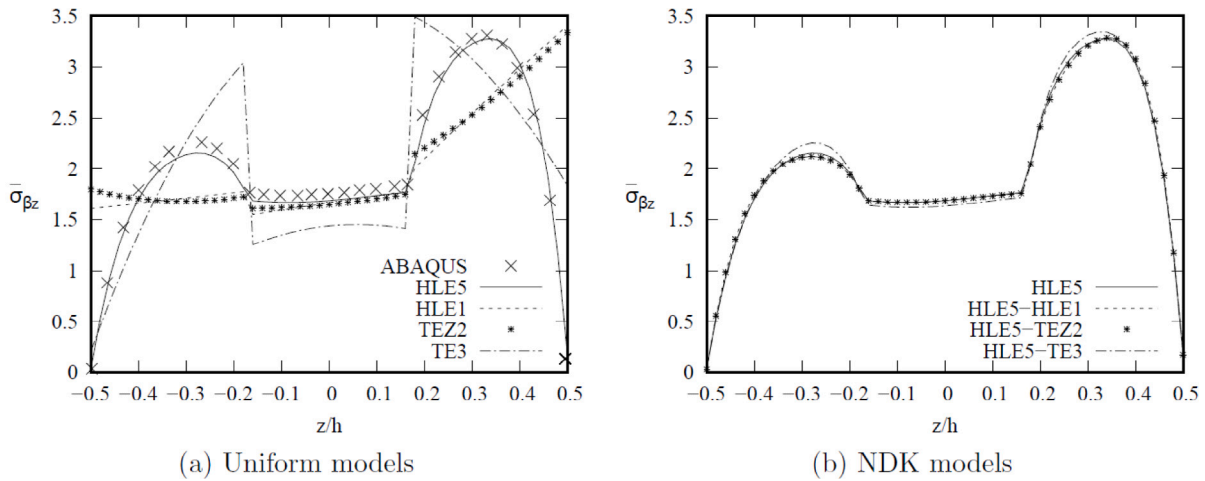 3.5
3
2.5
2
σ̅βz
1.5
1
0.5
0
ABAQUS
HLE5
HLE1
TEZ2
TE3
−0.5 −0.4 −0.3 −0.2 −0.1 0 0.1 0.2 0.3 0.4 0.5
z/h
(a) Uniform models
3.5
3
2.5
2
σ̅βz
1.5
1
0.5
0
HLE5
HLE5−HLE1
HLE5−TEZ2
HLE5−TE3
−0.5 −0.4 −0.3 −0.2 −0.1 0 0.1 0.2 0.3 0.4 0.5
z/h
(b) NDK models